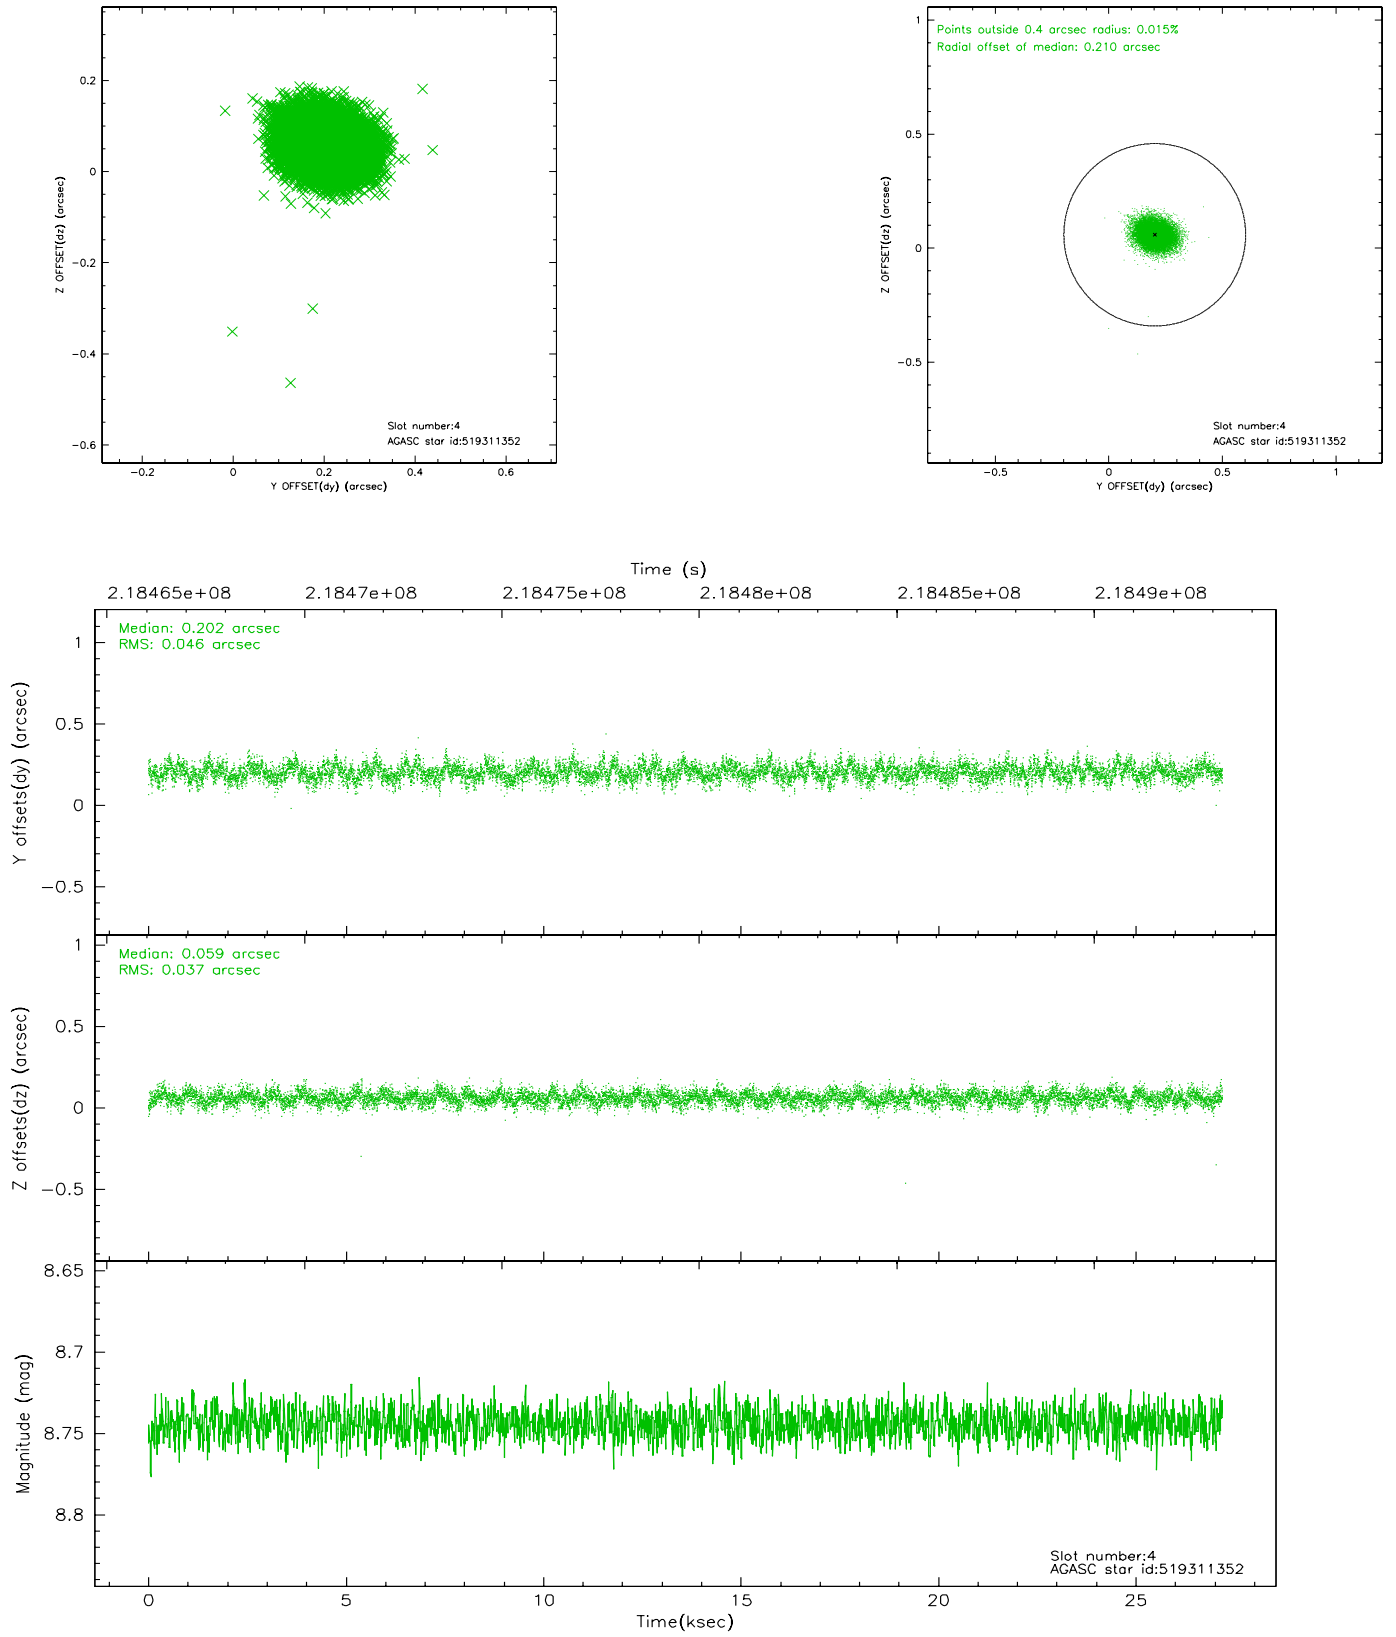 0.2
0
−0.2
−0.4
−0.6
Z OFFSET(dz) (arcsec)
Slot number:4
AGASC star id:519311352
−0.2
0
0.2
0.4
0.6
Y OFFSET(dy) (arcsec)
Points outside 0.4 arcsec radius: 0.015%
Radial offset of median: 0.210 arcsec
1
0.5
0
−0.5
Z OFFSET(dz) (arcsec)
Slot number:4
AGASC star id:519311352
−0.5
0
0.5
1
Y OFFSET(dy) (arcsec)
Time (s)
2.18465e+08
2.1847e+08
2.18475e+08
2.1848e+08
2.18485e+08
2.1849e+08
Median: 0.202 arcsec
RMS: 0.046 arcsec
1
0.5
0
−0.5
Y offsets(dy) (arcsec)
Median: 0.059 arcsec
RMS: 0.037 arcsec
1
0.5
0
−0.5
Z offsets(dz) (arcsec)
8.65
8.7
8.75
8.8
Magnitude (mag)
Slot number:4
AGASC star id:519311352
0
5
10
15
20
25
Time(ksec)